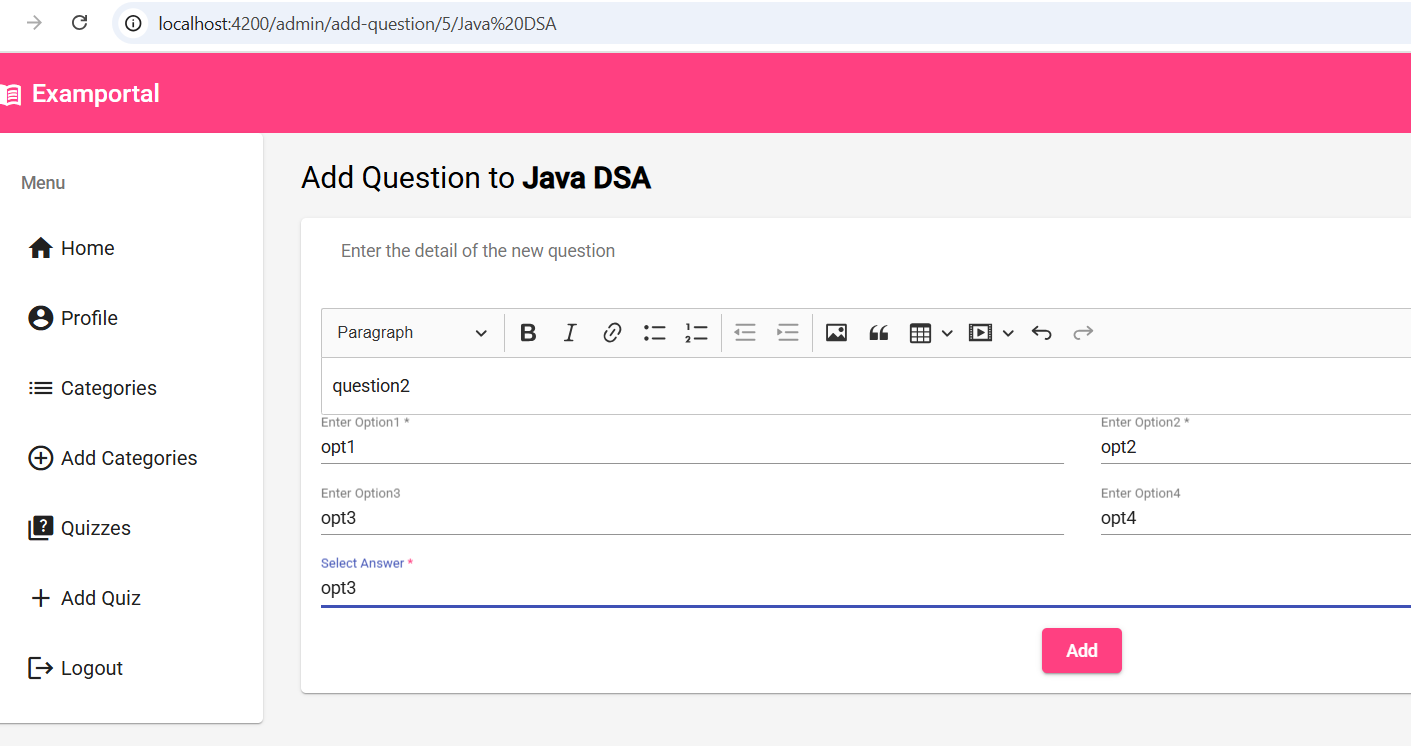 localhost:4200/admin/add-question/5/Java%20DSA
Examportal
Menu
Home
Profile
Categories
Add Categories
Quizzes
Add Quiz
Logout
Add Question to Java DSA
Enter the detail of the new question
Paragraph
question2
Enter Option1 * Enter Option2 *
opt1 opt2
Enter Option3 Enter Option4
opt3 opt4
Select Answer *
opt3
Add